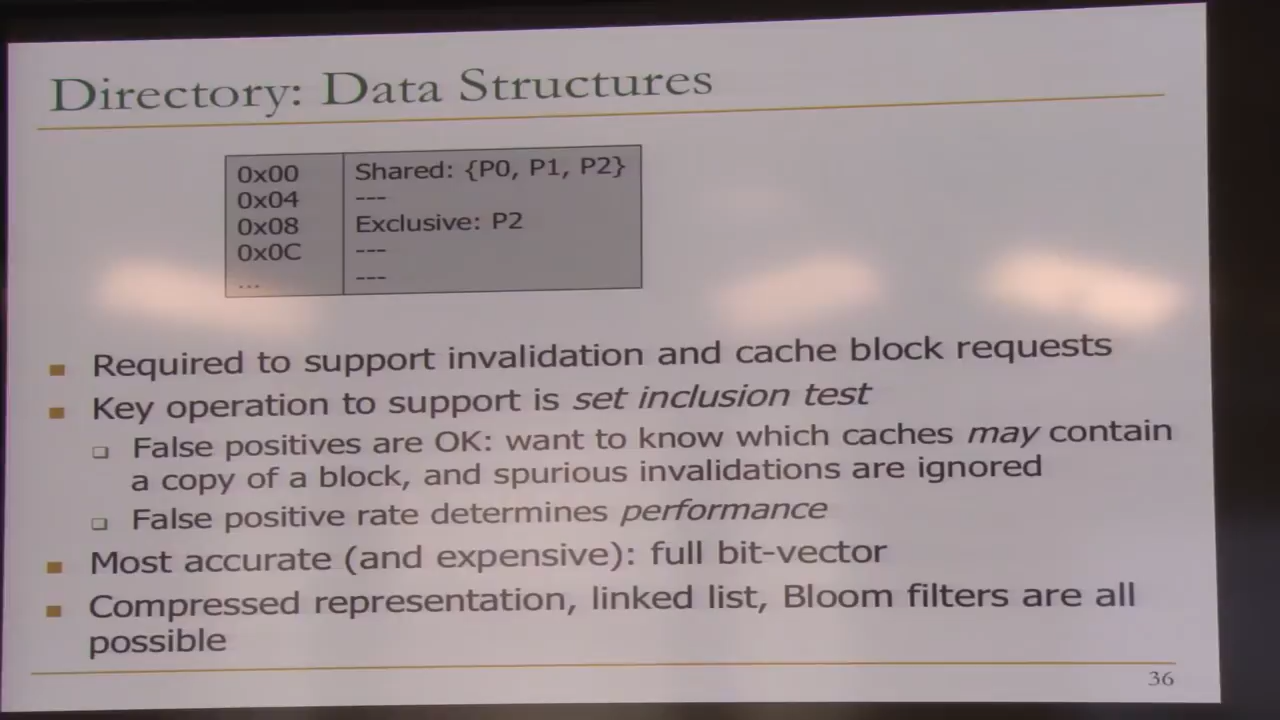 Directory: Data Structures
0x00 Shared: {P0, P1, P2}
0x04 ---
0x08 Exclusive: P2
0x0C ---
... ---
■ Required to support invalidation and cache block requests
■ Key operation to support is set inclusion test
❑ False positives are OK: want to know which caches may contain
a copy of a block, and spurious invalidations are ignored
❑ False positive rate determines performance
■ Most accurate (and expensive): full bit-vector
■ Compressed representation, linked list, Bloom filters are all
possible
36